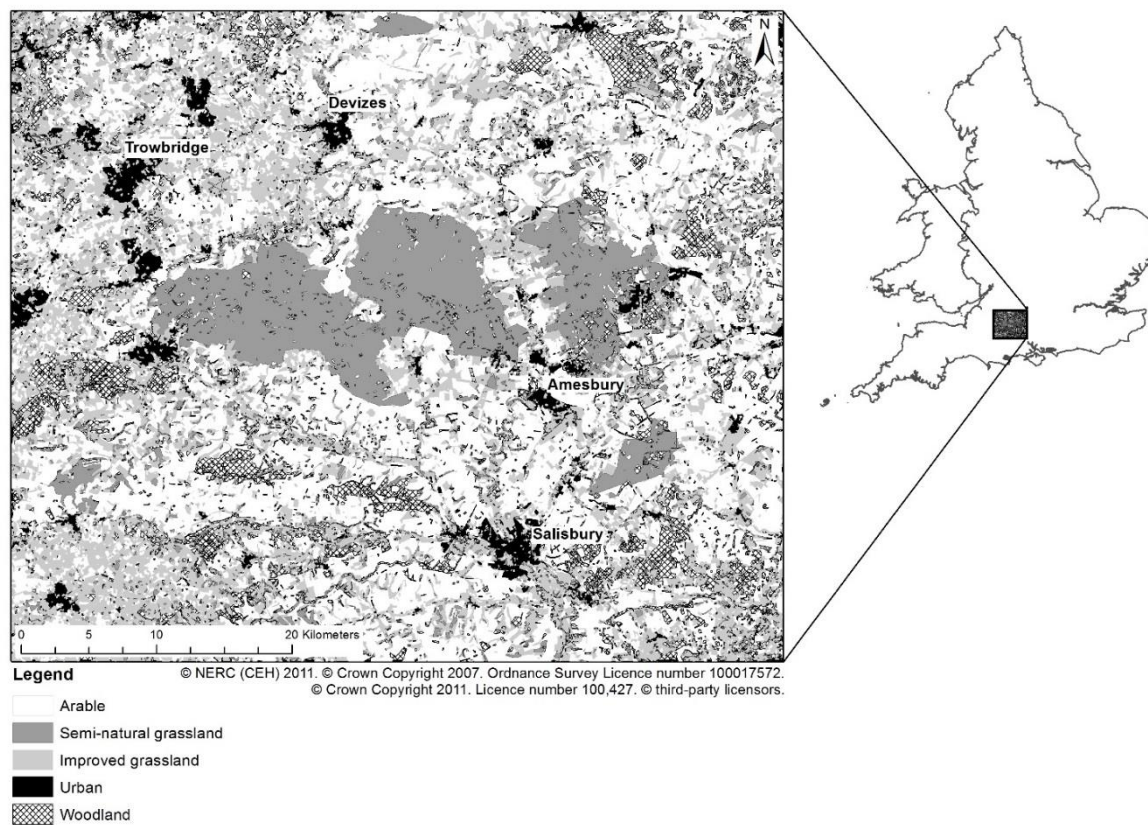 N
Devizes
Trowbridge
Amesbury
Salisbury
0 5 10 20 Kilometers
Legend
© NERC (CEH) 2011. © Crown Copyright 2007. Ordnance Survey Licence number 100017572.
© Crown Copyright 2011. Licence number 100,427. © third-party licensors.
Arable
Semi-natural grassland
Improved grassland
Urban
Woodland